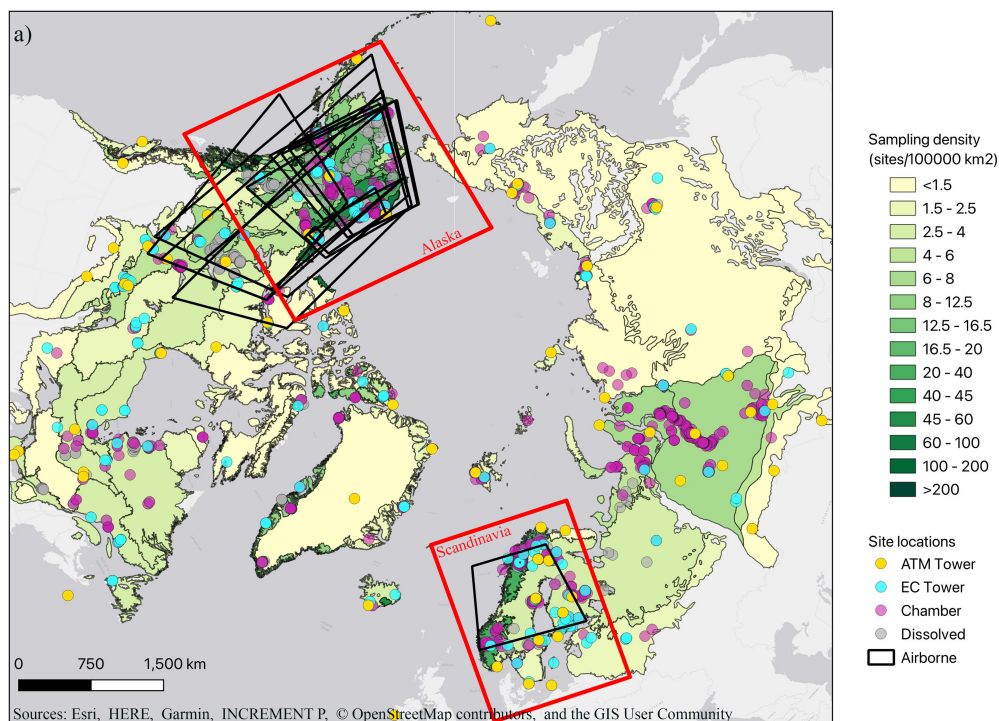 a)
Alaska
Scandinavia
0 750 1,500 km
Sources: Esri, HERE, Garmin, INCREMENT P, © OpenStreetMap contributors, and the GIS User Community
Sampling density
(sites/100000 km2)
<1.5
1.5 - 2.5
2.5 - 4
4 - 6
6 - 8
8 - 12.5
12.5 - 16.5
16.5 - 20
20 - 40
40 - 45
45 - 60
60 - 100
100 - 200
>200
Site locations
ATM Tower
EC Tower
Chamber
Dissolved
Airborne